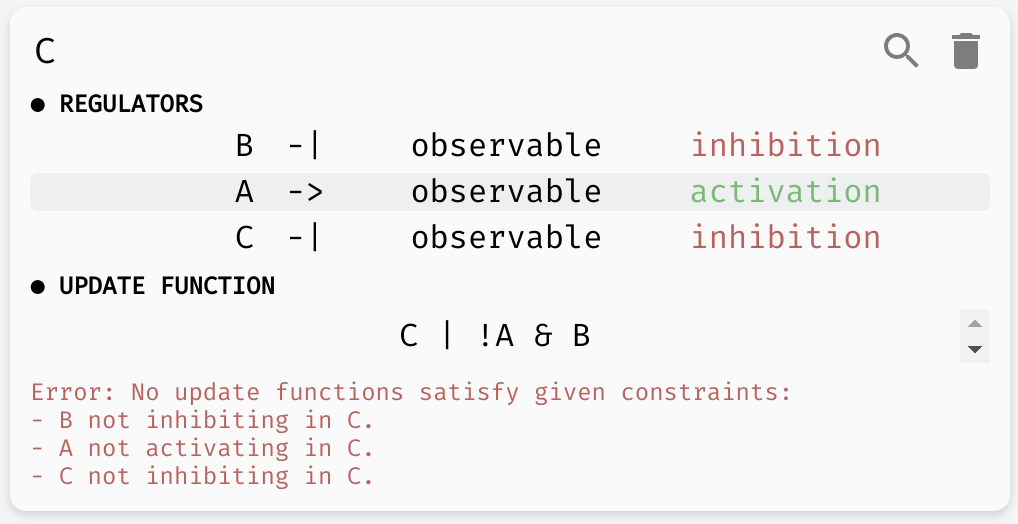 C
● REGULATORS
B -| observable inhibition
A -> observable activation
C -| observable inhibition
● UPDATE FUNCTION
C | !A & B
Error: No update functions satisfy given constraints:
- B not inhibiting in C.
- A not activating in C.
- C not inhibiting in C.